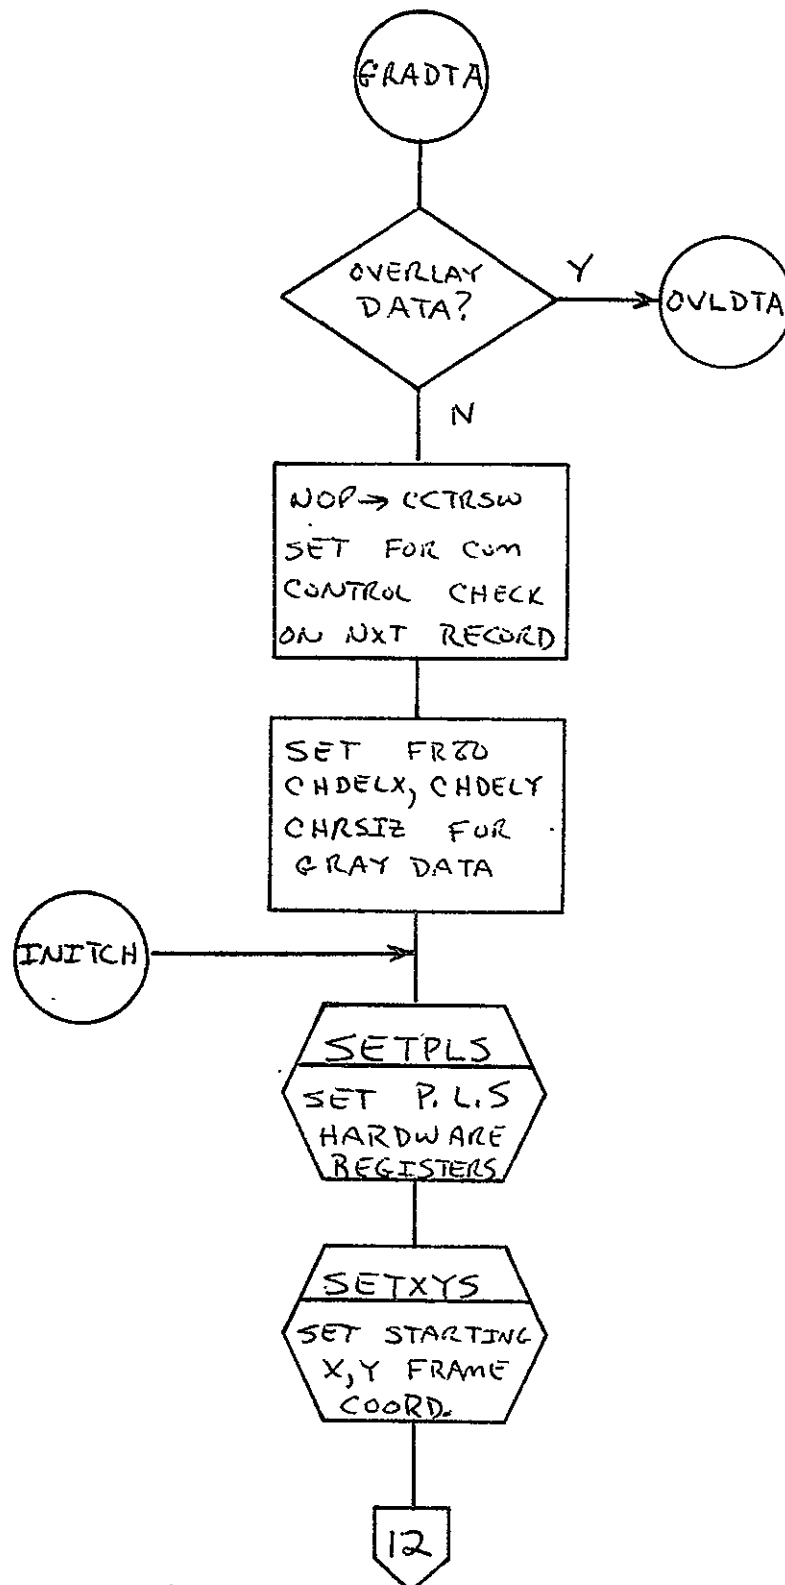 GRADTA
OVERLAY
DATA?
Y
OVLDTA
N
NOP→ CCTRSW
SET FOR COM
CONTROL CHECK
ON NXT RECORD
SET FR80
CHDELX, CHDELY
CHRSIZ FOR
GRAY DATA
INITCH
SETPLS
SET P.L.S
HARDWARE
REGISTERS
SETXYS
SET STARTING
X,Y FRAME
COORD.
12